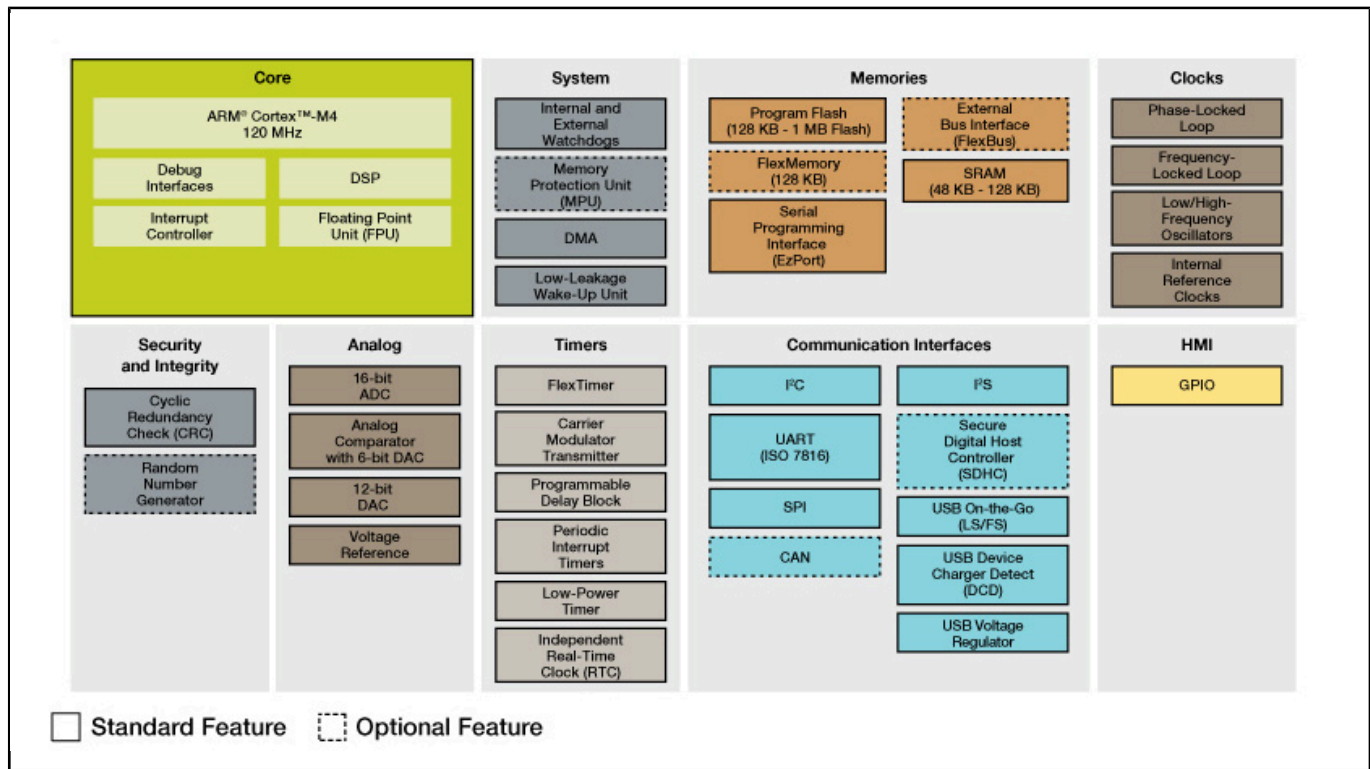 Core
ARM® Cortex™-M4
120 MHz
Debug
Interfaces
DSP
Interrupt
Controller
Floating Point
Unit (FPU)
System
Internal and
External
Watchdogs
Memory
Protection Unit
(MPU)
DMA
Low-Leakage
Wake-Up Unit
Memories
Program Flash
(128 KB - 1 MB Flash)
External
Bus Interface
(FlexBus)
FlexMemory
(128 KB)
SRAM
(48 KB - 128 KB)
Serial
Programming
Interface
(EzPort)
Clocks
Phase-Locked
Loop
Frequency-
Locked Loop
Low/High-
Frequency
Oscillators
Internal
Reference
Clocks
Security
and Integrity
Cyclic
Redundancy
Check (CRC)
Random
Number
Generator
Analog
16-bit
ADC
Analog
Comparator
with 6-bit DAC
12-bit
DAC
Voltage
Reference
Timers
FlexTimer
Carrier
Modulator
Transmitter
Programmable
Delay Block
Periodic
Interrupt
Timers
Low-Power
Timer
Independent
Real-Time
Clock (RTC)
Communication Interfaces
I²C
I²S
UART
(ISO 7816)
Secure
Digital Host
Controller
(SDHC)
SPI
USB On-the-Go
(LS/FS)
CAN
USB Device
Charger Detect
(DCD)
USB Voltage
Regulator
HMI
GPIO
Standard Feature
Optional Feature